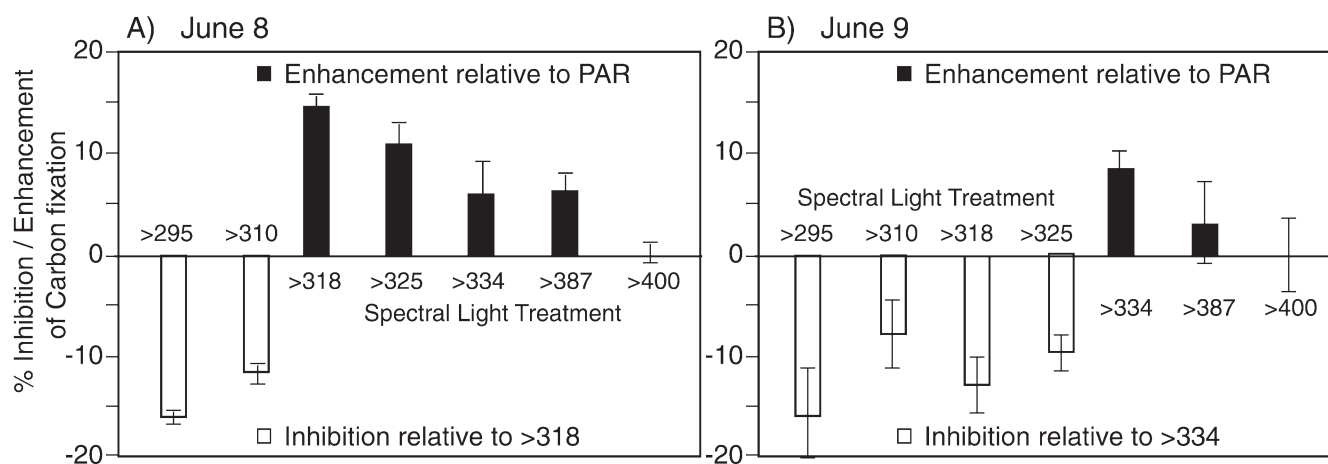 A) June 8
20
10
0
-10
-20
% Inhibition / Enhancement
of Carbon fixation
Enhancement relative to PAR
>295 >310
>318 >325 >334 >387 >400
Spectral Light Treatment
Inhibition relative to >318
B) June 9
20
10
0
-10
-20
Enhancement relative to PAR
Spectral Light Treatment
>295 >310 >318 >325
>334 >387 >400
Inhibition relative to >334